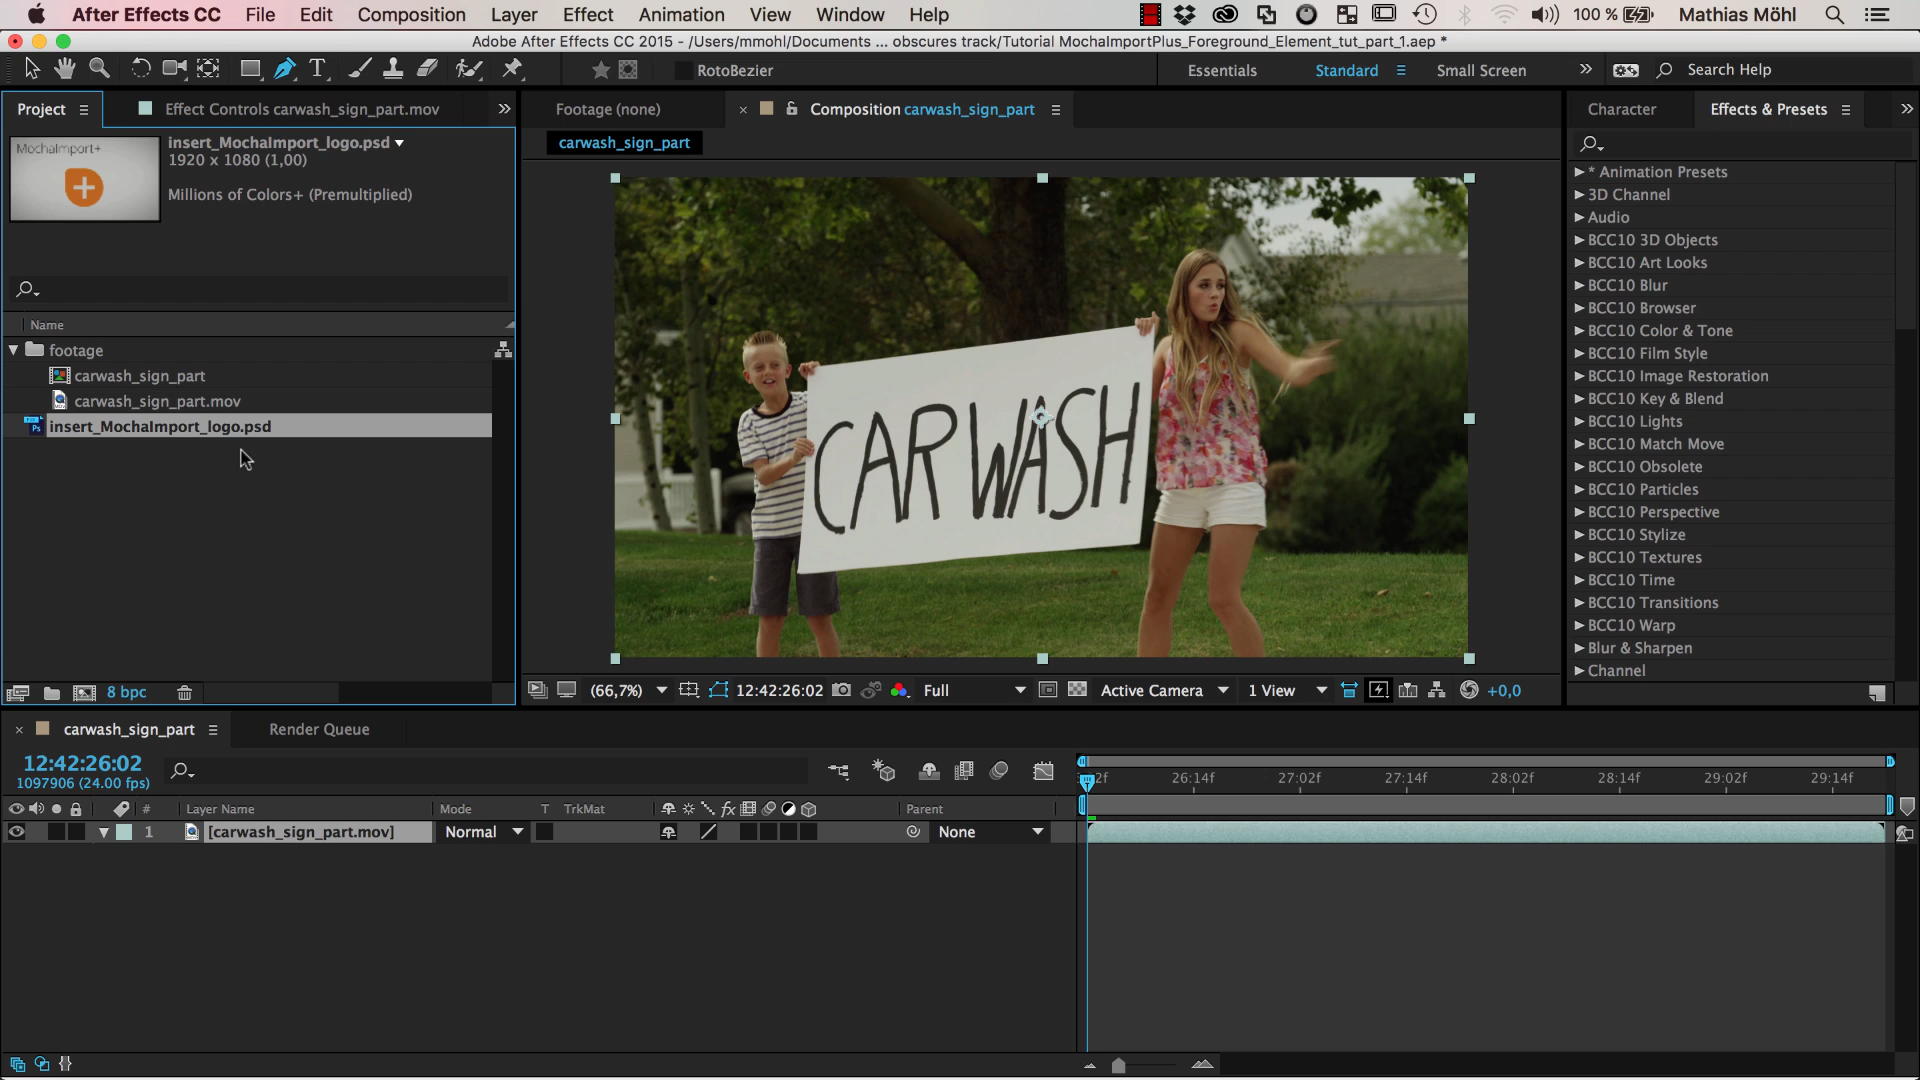 After Effects CC File Edit Composition Layer Effect Animation View Window Help 100 % Mathias Möhl
Adobe After Effects CC 2015 - /Users/mmohl/Documents ... obscures track/Tutorial MochaImportPlus_Foreground_Element_tut_part_1.aep *
T RotoBezier Essentials Standard Small Screen Search Help
Project Effect Controls carwash_sign_part.mov Footage (none) Composition carwash_sign_part Character Effects & Presets
carwash_sign_part
MochaImport+
insert_MochaImport_logo.psd
1920 x 1080 (1,00)
Millions of Colors+ (Premultiplied)
Name
footage
carwash_sign_part
carwash_sign_part.mov
insert_MochaImport_logo.psd
CAR WASH
* Animation Presets
3D Channel
Audio
BCC10 3D Objects
BCC10 Art Looks
BCC10 Blur
BCC10 Browser
BCC10 Color & Tone
BCC10 Film Style
BCC10 Image Restoration
BCC10 Key & Blend
BCC10 Lights
BCC10 Match Move
BCC10 Obsolete
BCC10 Particles
BCC10 Perspective
BCC10 Stylize
BCC10 Textures
BCC10 Time
BCC10 Transitions
BCC10 Warp
Blur & Sharpen
Channel
8 bpc
(66,7%) 12:42:26:02 Full Active Camera 1 View +0,0
carwash_sign_part Render Queue
12:42:26:02
1097906 (24.00 fps)
2f 26:14f 27:02f 27:14f 28:02f 28:14f 29:02f 29:14f
# Layer Name Mode T TrkMat fx Parent
1 [carwash_sign_part.mov] Normal None